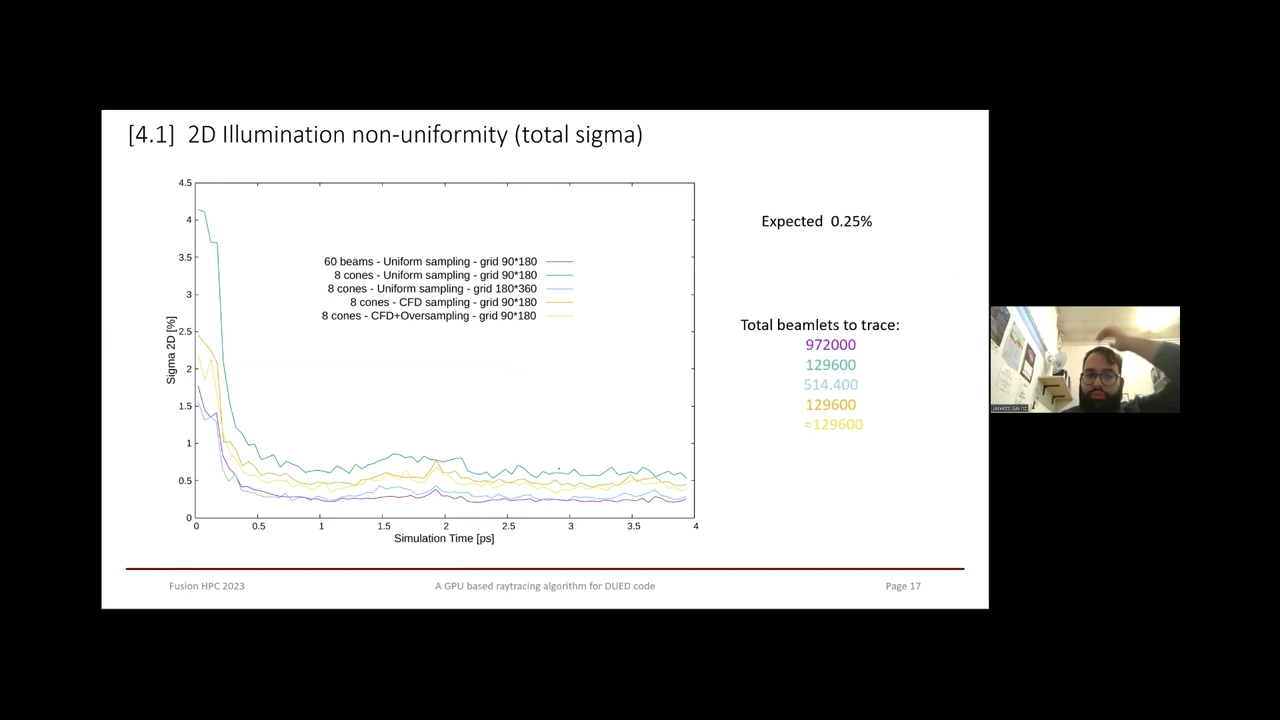 [4.1] 2D Illumination non-uniformity (total sigma)
4.5
4
3.5
3
2.5
2
1.5
1
0.5
0
Sigma 2D [%]
60 beams - Uniform sampling - grid 90*180
8 cones - Uniform sampling - grid 90*180
8 cones - Uniform sampling - grid 180*360
8 cones - CFD sampling - grid 90*180
8 cones - CFD+Oversampling - grid 90*180
0 0.5 1 1.5 2 2.5 3 3.5 4
Simulation Time [ps]
Expected 0.25%
Total beamlets to trace:
972000
129600
514.400
129600
≈129600
Fusion HPC 2023
A GPU based raytracing algorithm for DUED code
Page 17